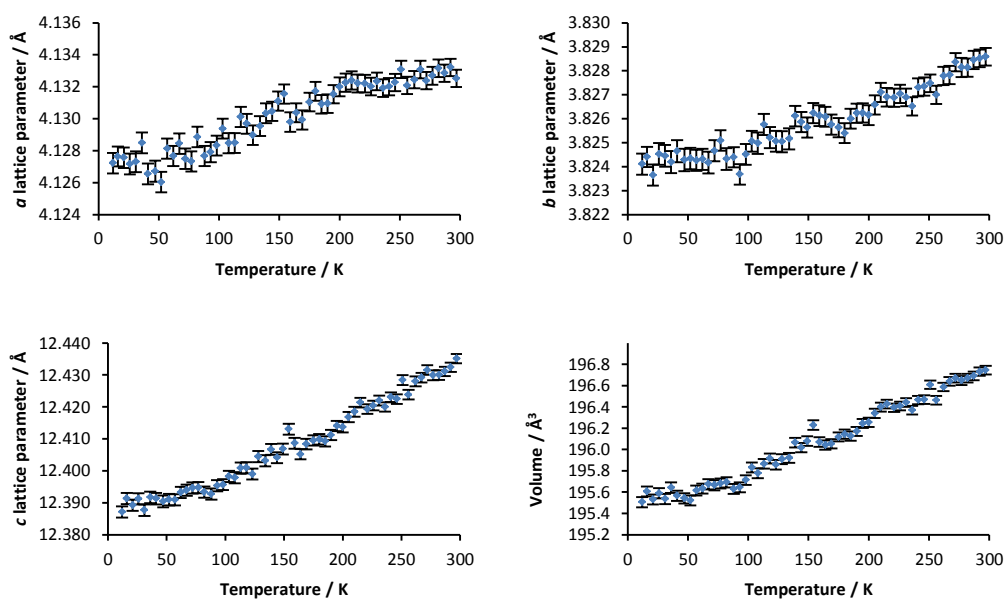 4.136
4.134
4.132
4.130
4.128
4.126
4.124
a lattice parameter / Å
0 50 100 150 200 250 300
Temperature / K
3.830
3.829
3.828
3.827
3.826
3.825
3.824
3.823
3.822
b lattice parameter / Å
0 50 100 150 200 250 300
Temperature / K
12.440
12.430
12.420
12.410
12.400
12.390
12.380
c lattice parameter / Å
0 50 100 150 200 250 300
Temperature / K
196.8
196.6
196.4
196.2
196.0
195.8
195.6
195.4
195.2
Volume / Å³
0 50 100 150 200 250 300
Temperature / K